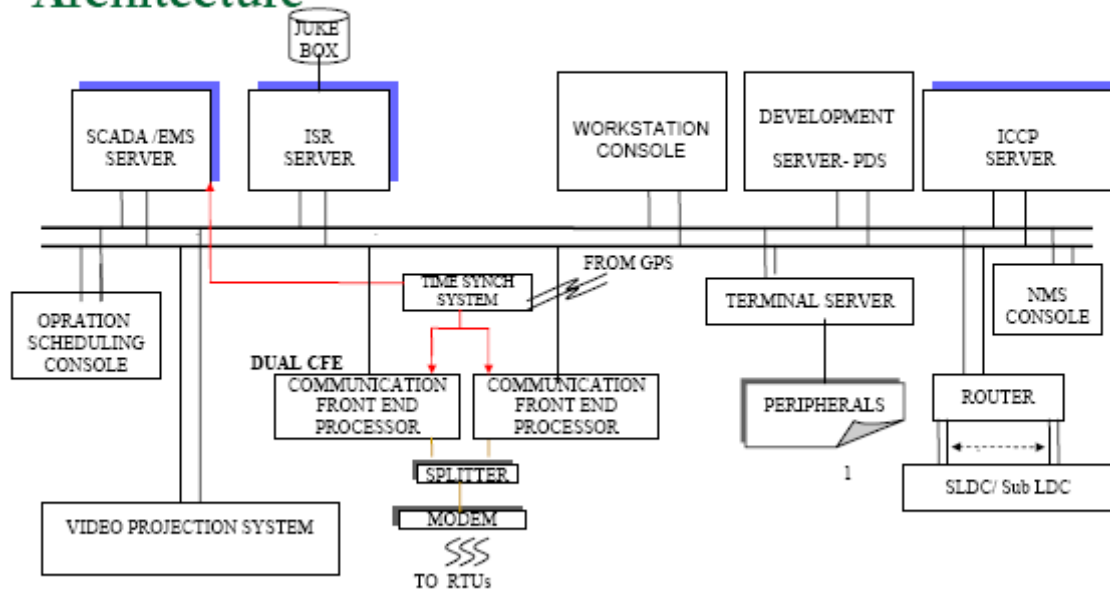 Architecture
JUKE
BOX
SCADA /EMS
SERVER
ISR
SERVER
WORKSTATION
CONSOLE
DEVELOPMENT
SERVER- PDS
ICCP
SERVER
FROM GPS
TIME SYNCH
SYSTEM
TERMINAL SERVER
NMS
CONSOLE
OPRATION
SCHEDULING
CONSOLE
DUAL CFE
COMMUNICATION
FRONT END
PROCESSOR
COMMUNICATION
FRONT END
PROCESSOR
PERIPHERALS
ROUTER
SPLITTER
1
SLDC/ Sub LDC
VIDEO PROJECTION SYSTEM
MODEM
TO RTUs